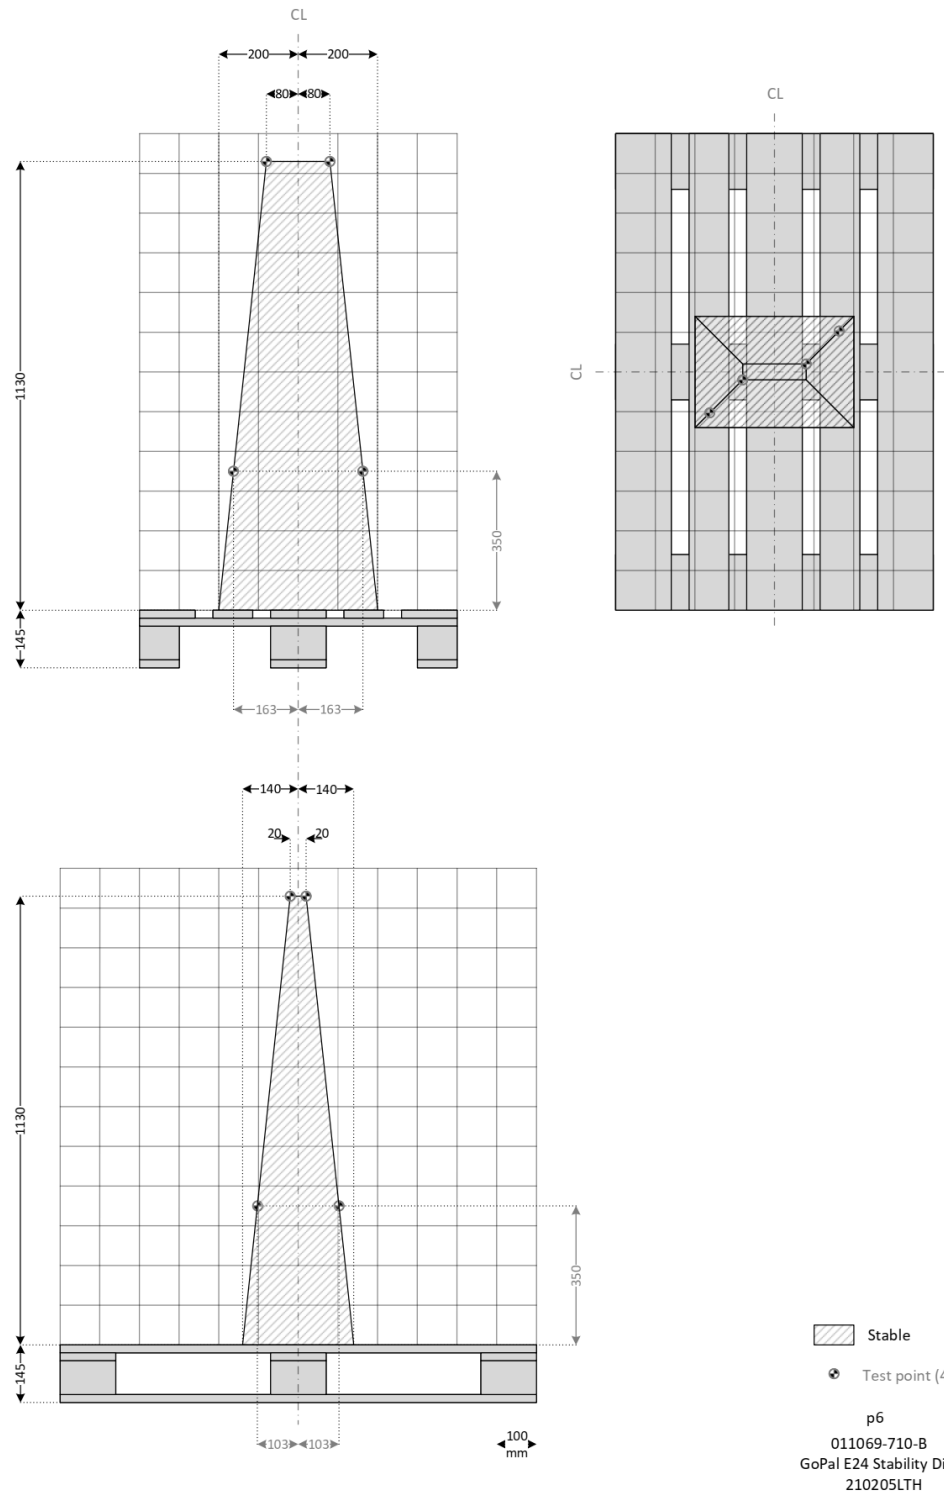 CL
200 200
80 80
CL
1130
CL
350
145
163 163
140 140
20 20
1130
350
145
Stable
Test point (4
103 103
100
mm
p6
011069-710-B
GoPal E24 Stability Di
210205LTH